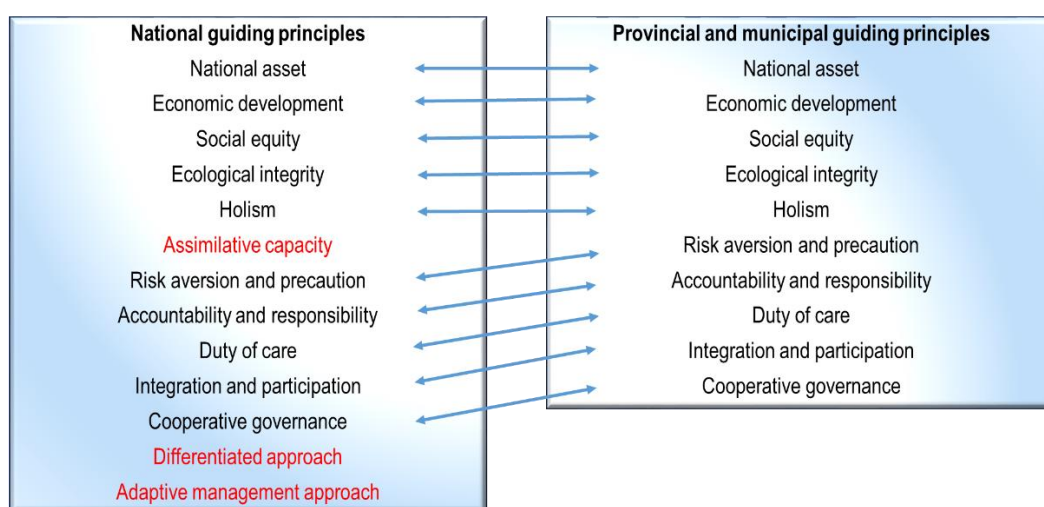 National guiding principles
National asset
Economic development
Social equity
Ecological integrity
Holism
Assimilative capacity
Risk aversion and precaution
Accountability and responsibility
Duty of care
Integration and participation
Cooperative governance
Differentiated approach
Adaptive management approach
Provincial and municipal guiding principles
National asset
Economic development
Social equity
Ecological integrity
Holism
Risk aversion and precaution
Accountability and responsibility
Duty of care
Integration and participation
Cooperative governance